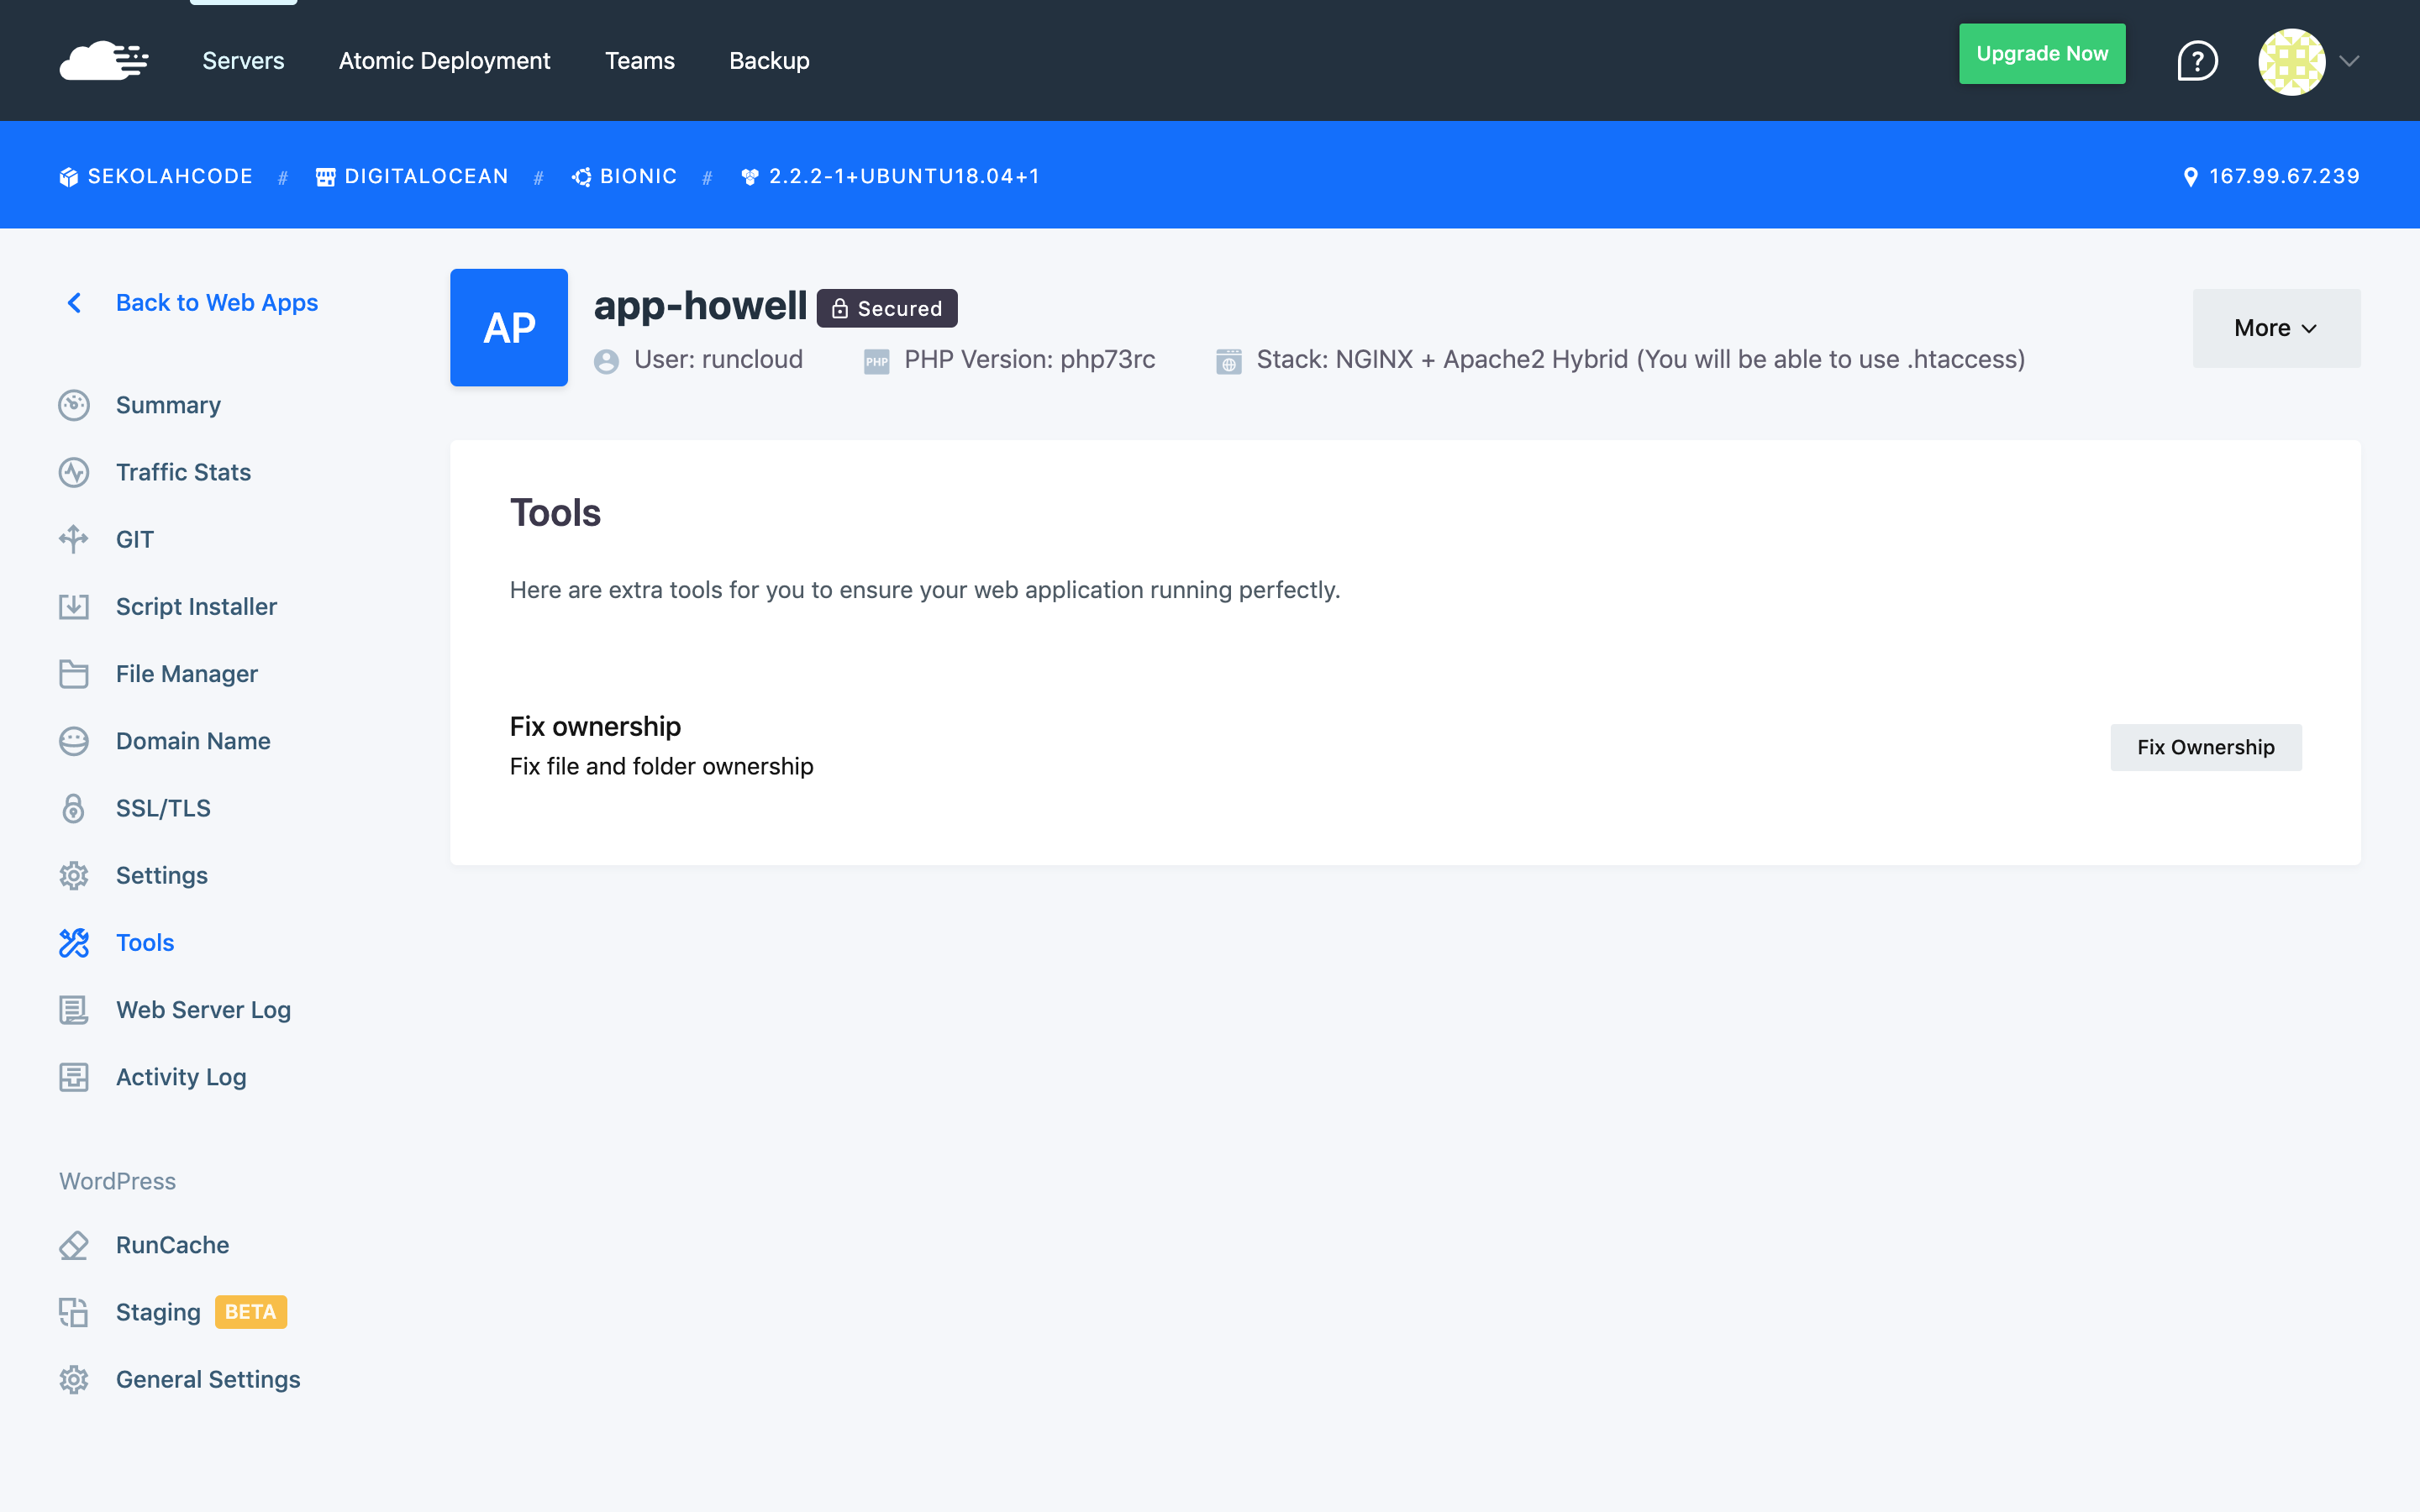 Servers Atomic Deployment Teams Backup Upgrade Now ?
SEKOLAHCODE // DIGITALOCEAN // BIONIC // 2.2.2-1+UBUNTU18.04+1 167.99.67.239
Back to Web Apps
Summary
Traffic Stats
GIT
Script Installer
File Manager
Domain Name
SSL/TLS
Settings
Tools
Web Server Log
Activity Log
WordPress
RunCache
Staging BETA
General Settings
AP
app-howell Secured
User: runcloud PHP PHP Version: php73rc Stack: NGINX + Apache2 Hybrid (You will be able to use .htaccess)
More
Tools
Here are extra tools for you to ensure your web application running perfectly.
Fix ownership
Fix file and folder ownership
Fix Ownership